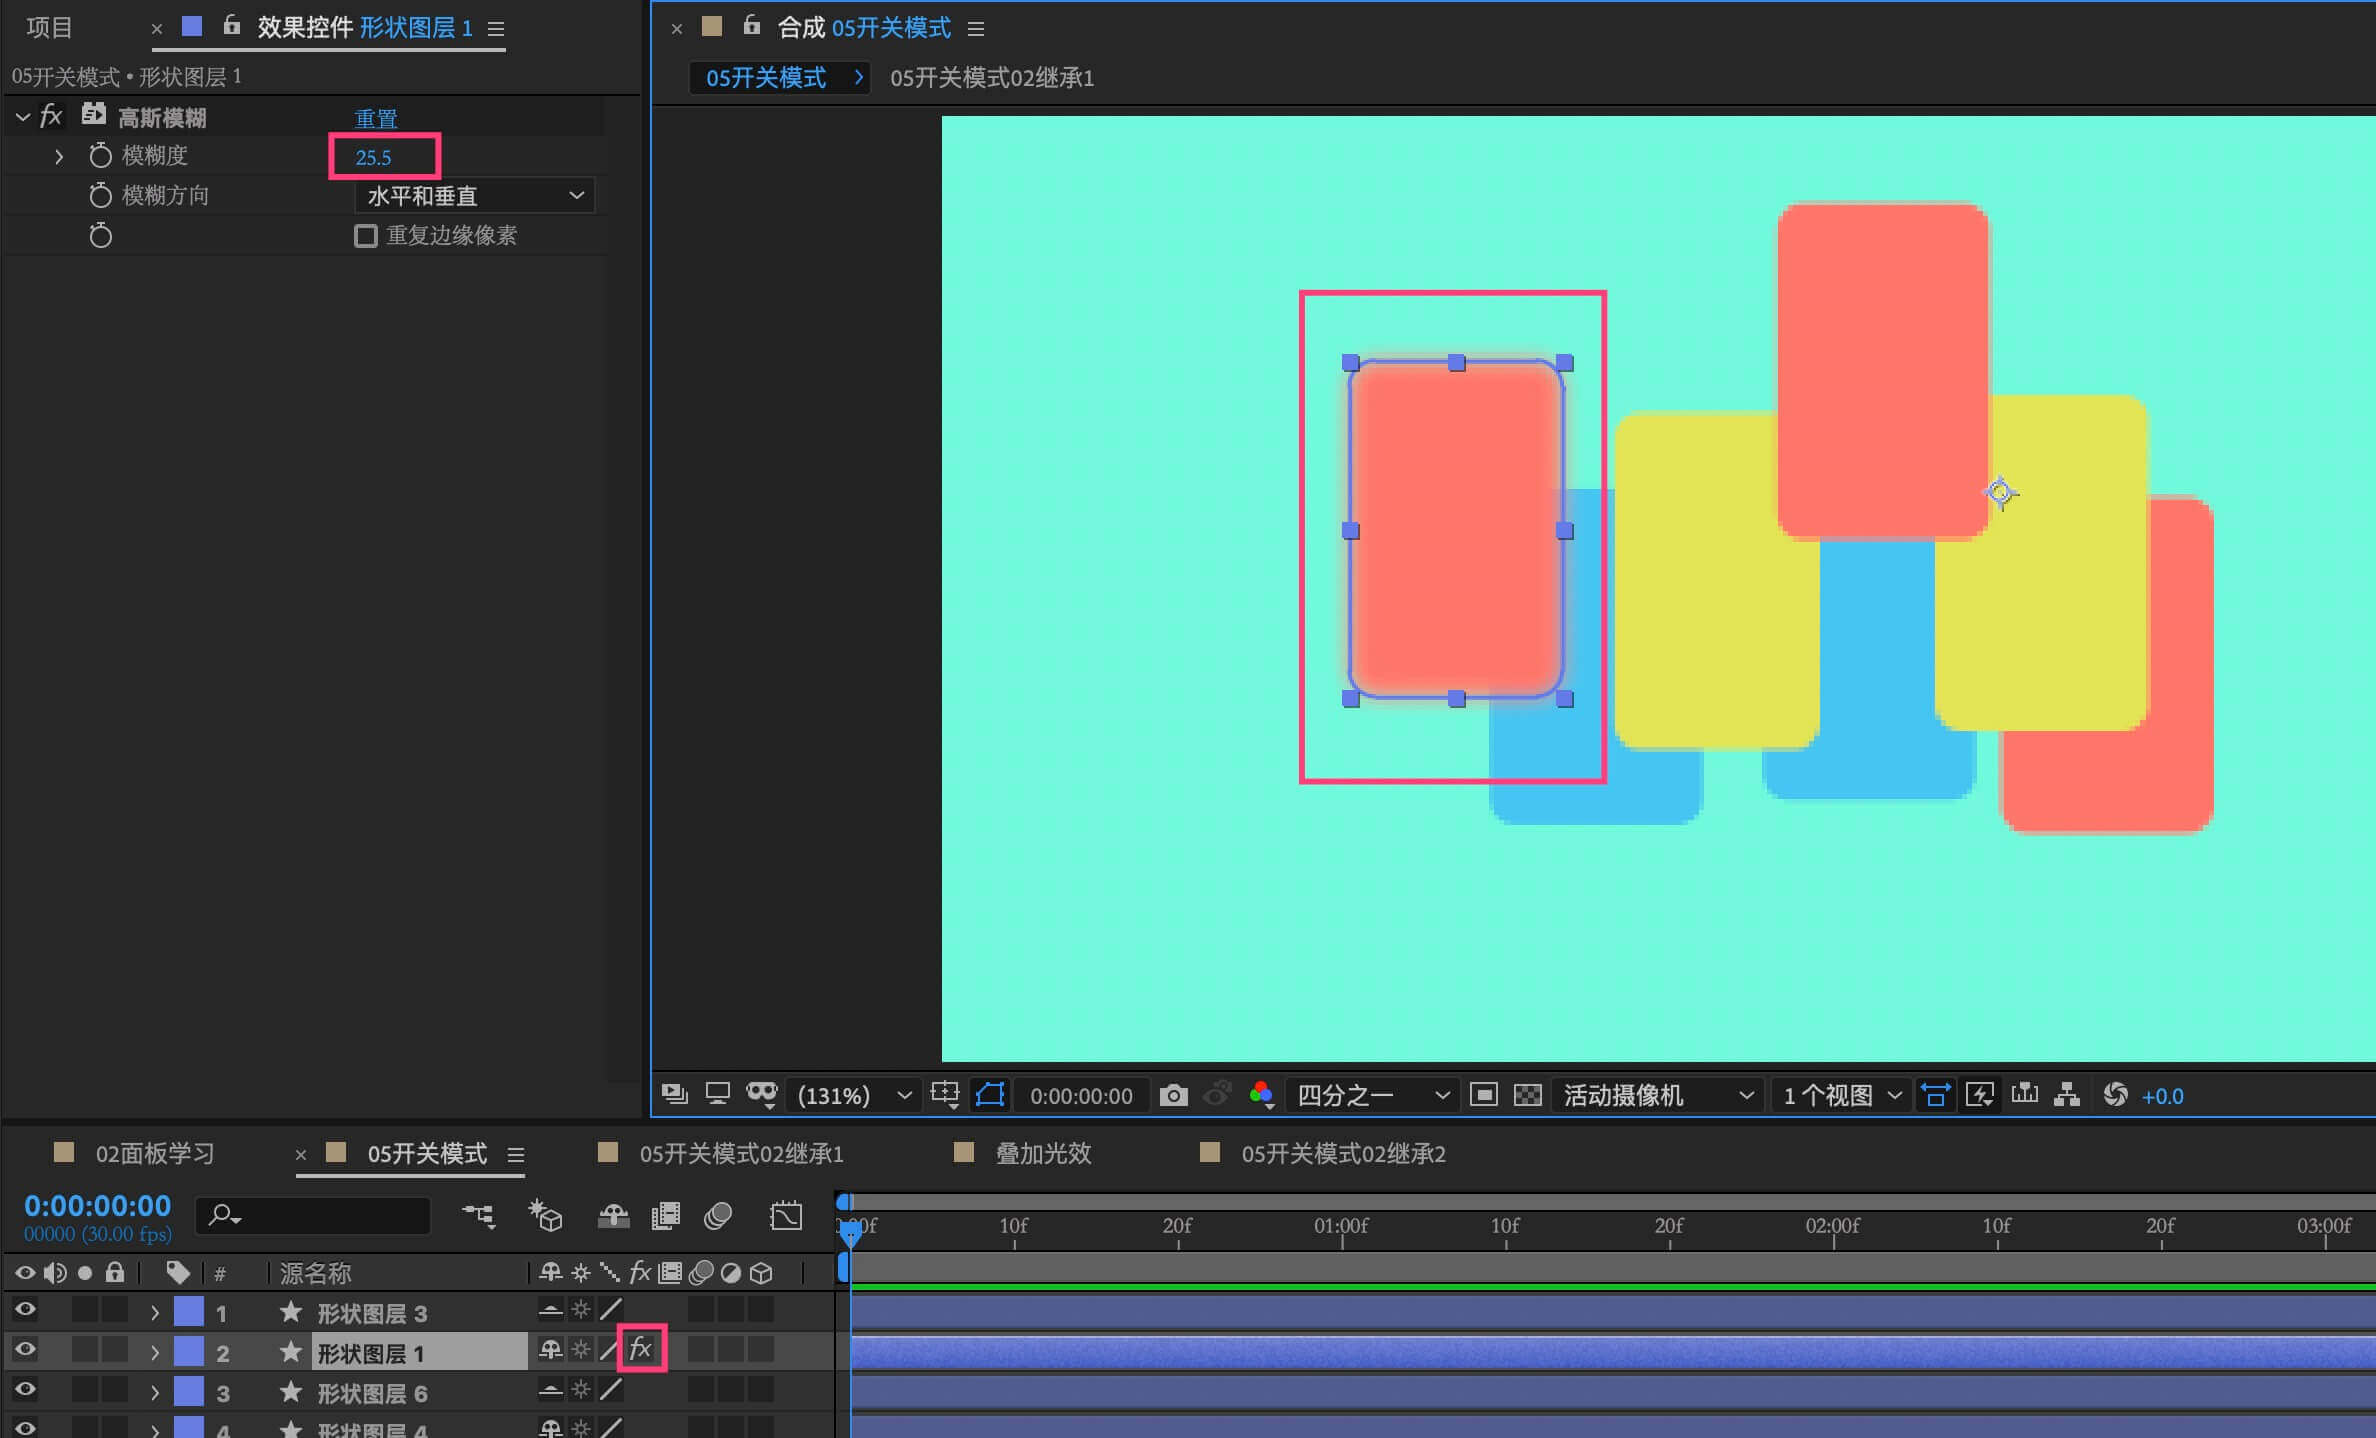 项目
× 效果控件 形状图层 1
05开关模式 • 形状图层 1
fx 高斯模糊 重置
模糊度 25.5
模糊方向 水平和垂直
重复边缘像素
× 合成 05开关模式
05开关模式 > 05开关模式02继承1
(131%) 0:00:00:00 四分之一 活动摄像机 1 个视图 +0.0
02面板学习 × 05开关模式 05开关模式02继承1 叠加光效 05开关模式02继承2
0:00:00:00
00000 (30.00 fps)
:00f 10f 20f 01:00f 10f 20f 02:00f 10f 20f 03:00f
# 源名称 fx
1 形状图层 3
2 形状图层 1 fx
3 形状图层 6
4 形状图层 4